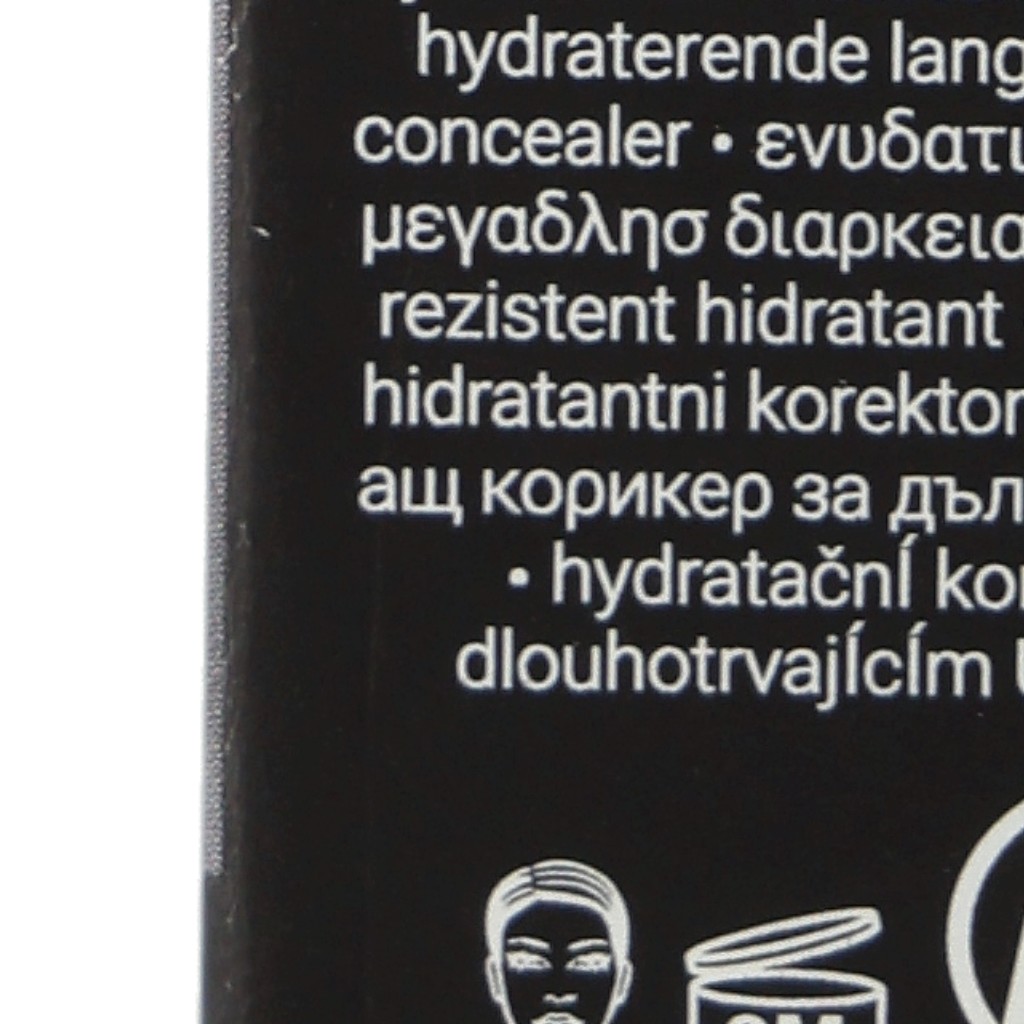 hydraterende lang
concealer • ενυδατι
μεγαδλησ διαρκεια
rezistent hidratant
hidratantni korektor
ащ корикер за дъл
• hydratačnÍ ko
dlouhotrvajÍcÍm